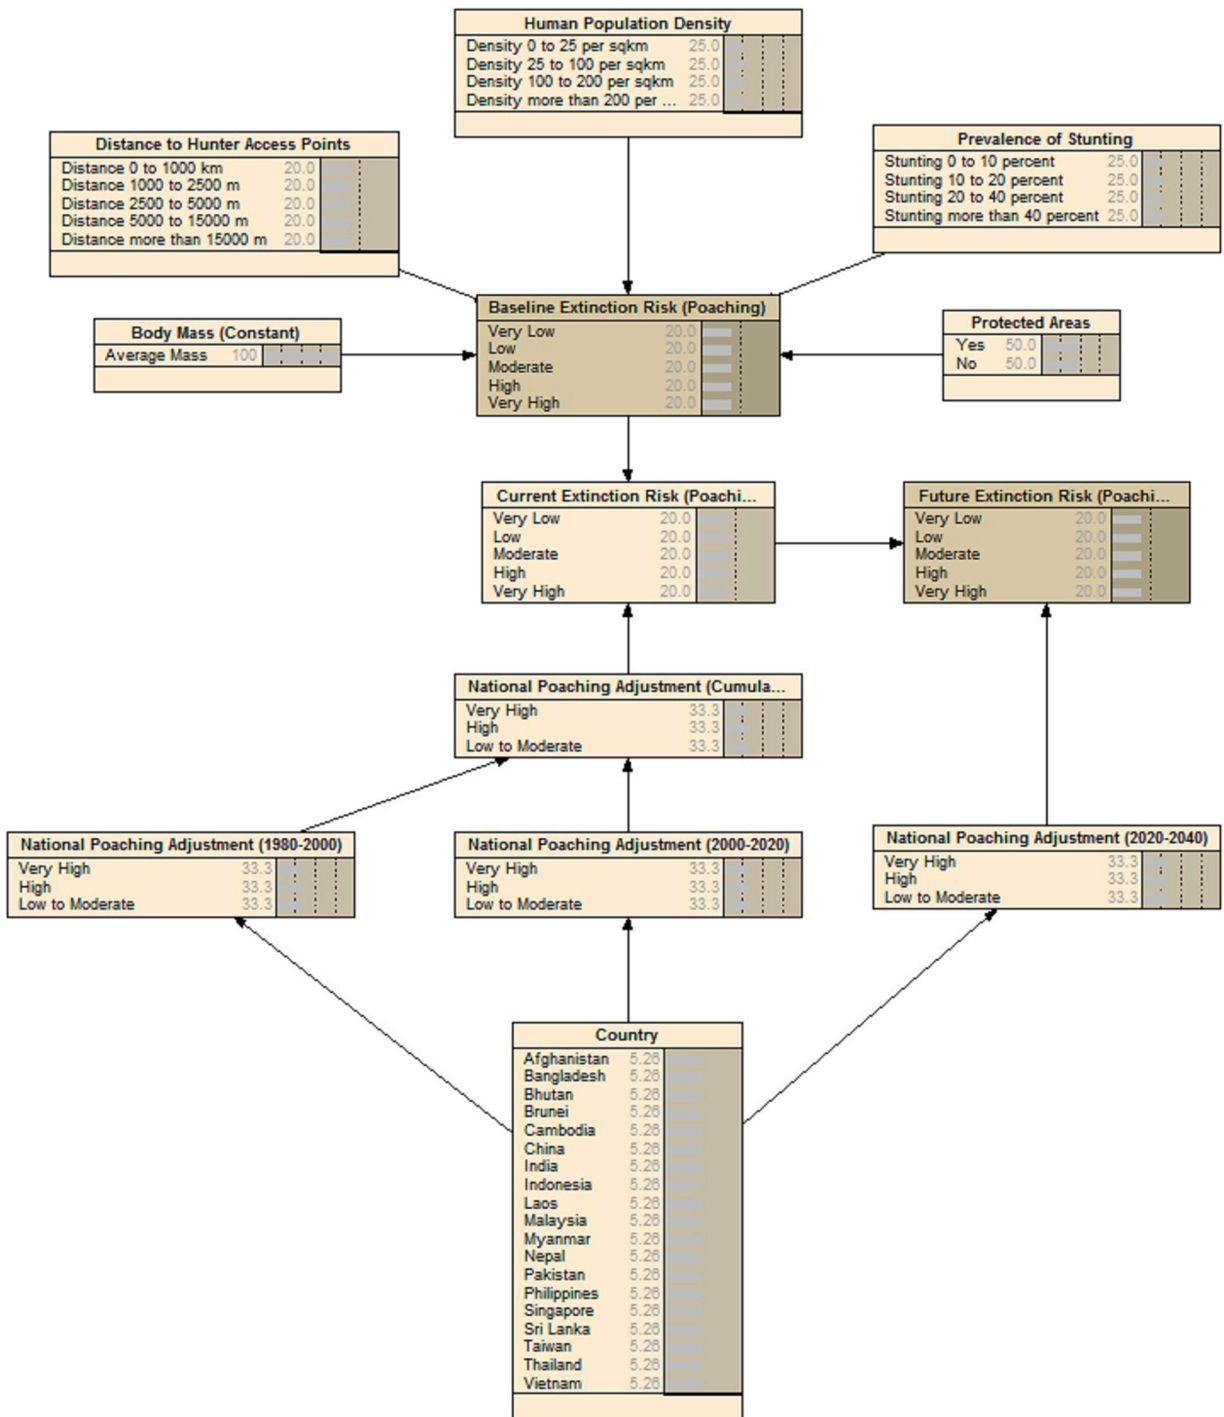 Human Population Density
Density 0 to 25 per sqkm 25.0
Density 25 to 100 per sqkm 25.0
Density 100 to 200 per sqkm 25.0
Density more than 200 per ... 25.0
Distance to Hunter Access Points
Distance 0 to 1000 km 20.0
Distance 1000 to 2500 m 20.0
Distance 2500 to 5000 m 20.0
Distance 5000 to 15000 m 20.0
Distance more than 15000 m 20.0
Prevalence of Stunting
Stunting 0 to 10 percent 25.0
Stunting 10 to 20 percent 25.0
Stunting 20 to 40 percent 25.0
Stunting more than 40 percent 25.0
Body Mass (Constant)
Average Mass 100
Baseline Extinction Risk (Poaching)
Very Low 20.0
Low 20.0
Moderate 20.0
High 20.0
Very High 20.0
Protected Areas
Yes 50.0
No 50.0
Current Extinction Risk (Poachi...
Very Low 20.0
Low 20.0
Moderate 20.0
High 20.0
Very High 20.0
Future Extinction Risk (Poachi...
Very Low 20.0
Low 20.0
Moderate 20.0
High 20.0
Very High 20.0
National Poaching Adjustment (Cumula...
Very High 33.3
High 33.3
Low to Moderate 33.3
National Poaching Adjustment (1980-2000)
Very High 33.3
High 33.3
Low to Moderate 33.3
National Poaching Adjustment (2000-2020)
Very High 33.3
High 33.3
Low to Moderate 33.3
National Poaching Adjustment (2020-2040)
Very High 33.3
High 33.3
Low to Moderate 33.3
Country
Afghanistan 5.26
Bangladesh 5.26
Bhutan 5.26
Brunei 5.26
Cambodia 5.26
China 5.26
India 5.26
Indonesia 5.26
Laos 5.26
Malaysia 5.26
Myanmar 5.26
Nepal 5.26
Pakistan 5.26
Philippines 5.26
Singapore 5.26
Sri Lanka 5.26
Taiwan 5.26
Thailand 5.26
Vietnam 5.26